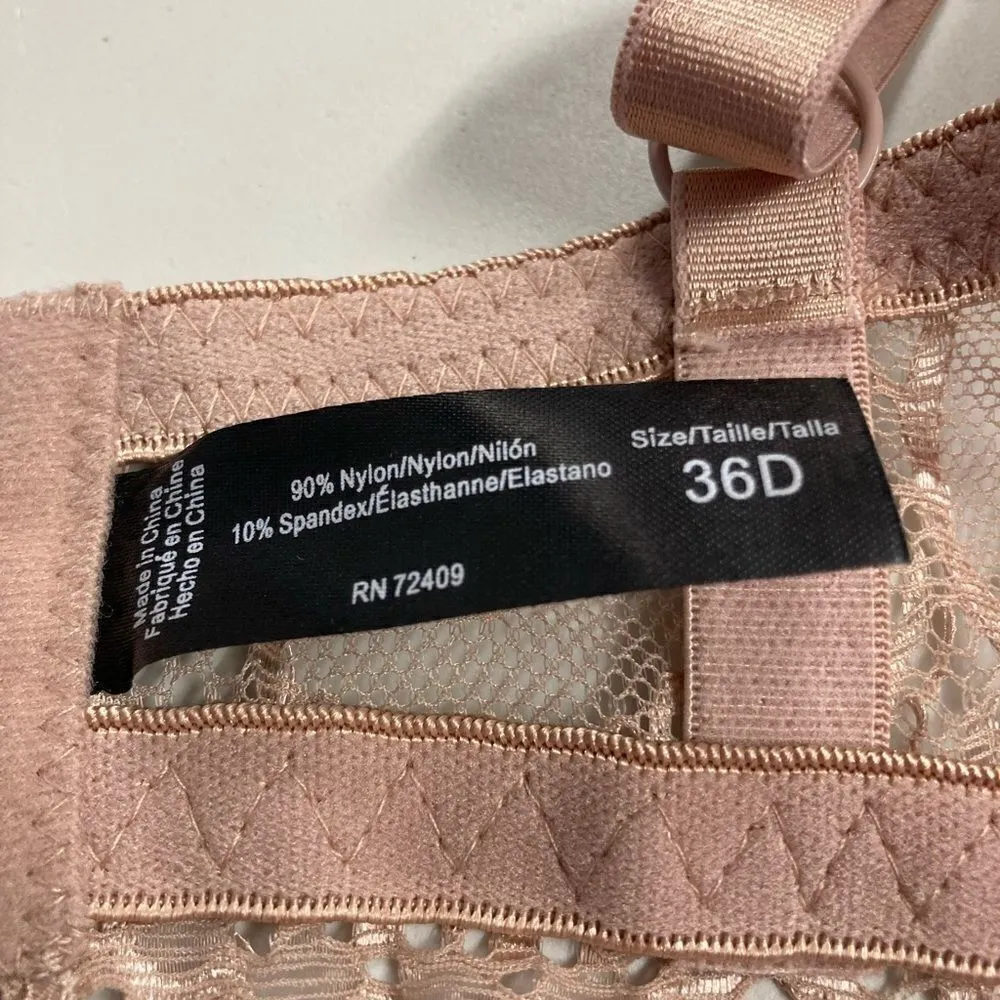 Made in China
Fabriqué en Chine
Hecho en China
90% Nylon/Nylon/Nilón
10% Spandex/Élasthanne/Elastano
RN 72409
Size/Taille/Talla
36D